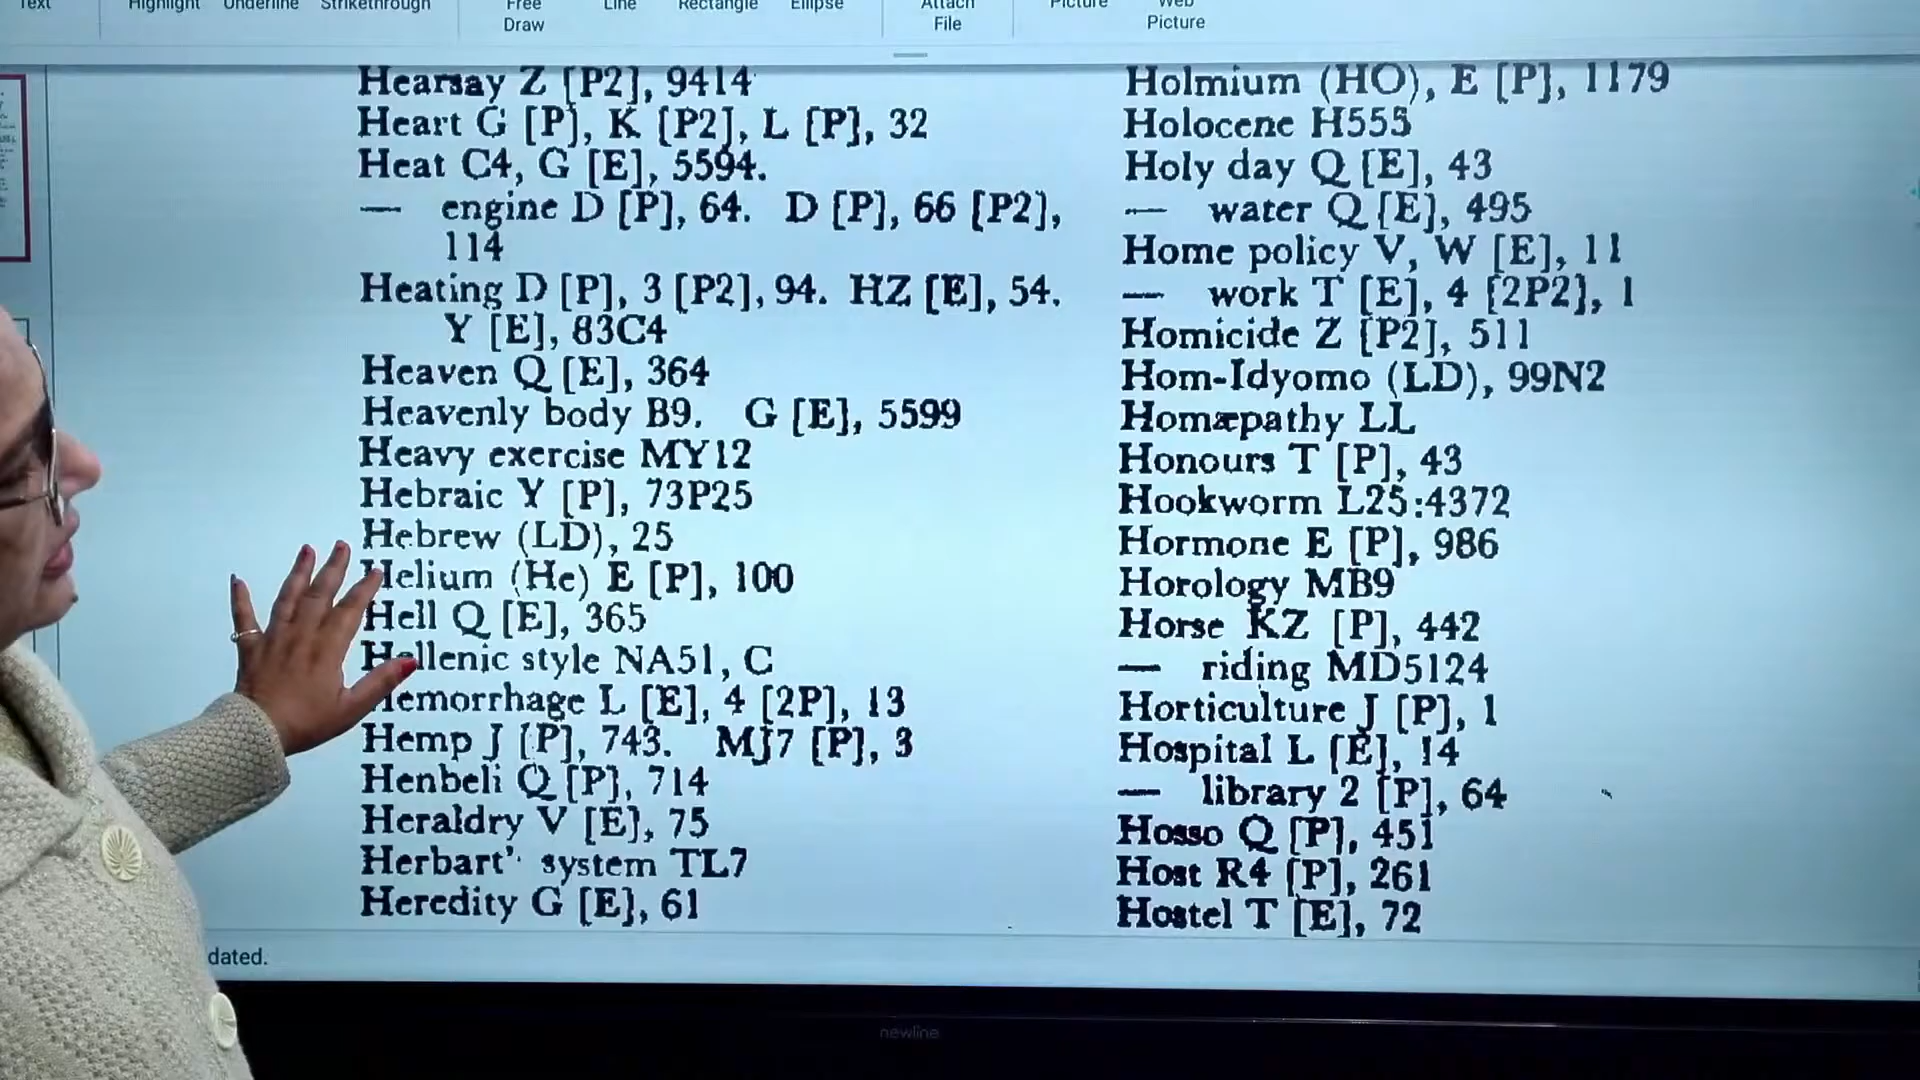 Text
Highlight
Underline
Strikethrough
Free
Draw
Line
Rectangle
Ellipse
Attach
File
Picture
Web
Picture
Hearsay Z [P2], 9414
Heart G [P], K [P2], L [P], 32
Heat C4, G [E], 5594.
— engine D [P], 64. D [P], 66 [P2],
114
Heating D [P], 3 [P2], 94. HZ [E], 54.
Y [E], 83C4
Heaven Q [E], 364
Heavenly body B9. G [E], 5599
Heavy exercise MY12
Hebraic Y [P], 73P25
Hebrew (LD), 25
Helium (He) E [P], 100
Hell Q [E], 365
Hellenic style NA51, C
Hemorrhage L [E], 4 [2P], 13
Hemp J [P], 743. MJ7 [P], 3
Henbeli Q [P], 714
Heraldry V [E], 75
Herbart' system TL7
Heredity G [E], 61
Holmium (HO), E [P], 1179
Holocene H555
Holy day Q [E], 43
— water Q [E], 495
Home policy V, W [E], 11
— work T [E], 4 [2P2], 1
Homicide Z [P2], 511
Hom-Idyomo (LD), 99N2
Homæpathy LL
Honours T [P], 43
Hookworm L25:4372
Hormone E [P], 986
Horology MB9
Horse KZ [P], 442
— riding MD5124
Horticulture J [P], 1
Hospital L [E], 14
— library 2 [P], 64
Hosso Q [P], 451
Host R4 [P], 261
Hostel T [E], 72
dated.
newline